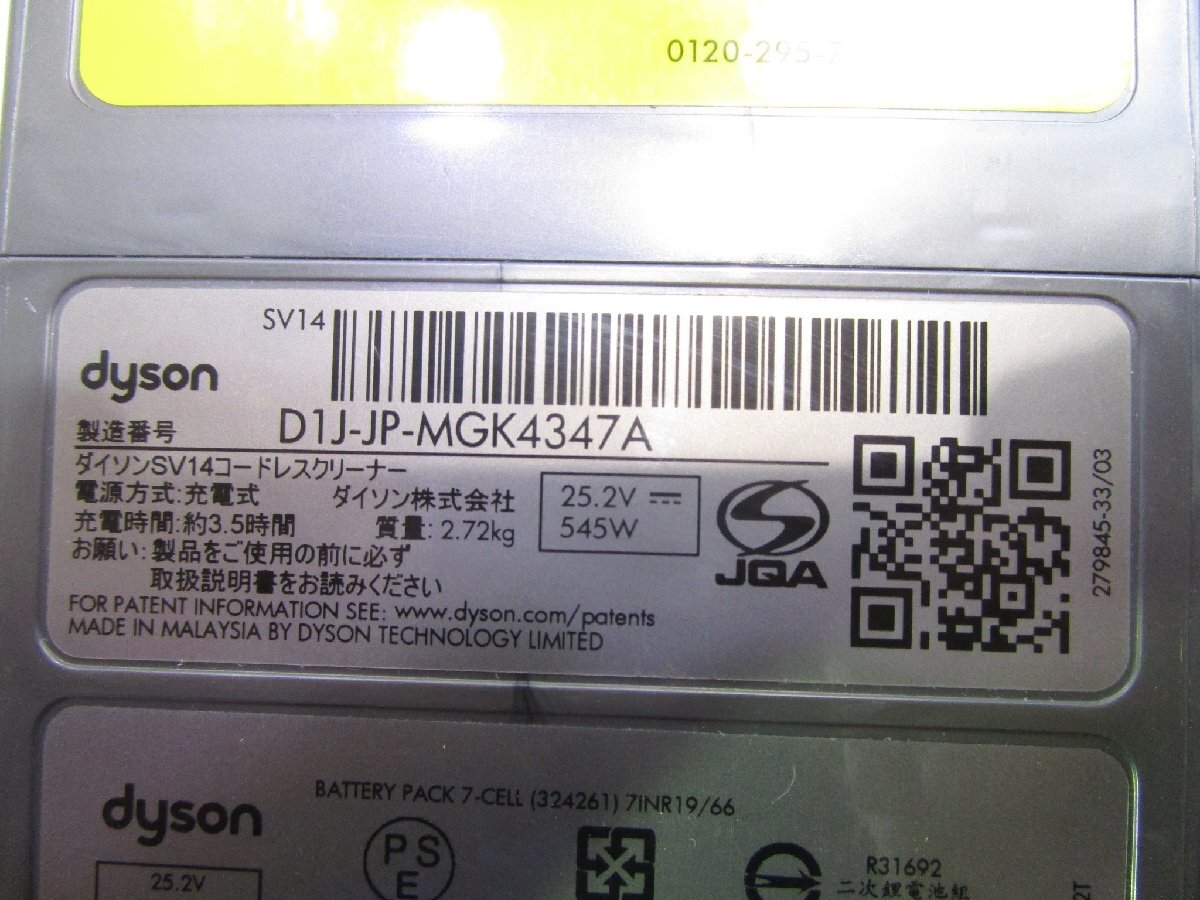 0120-295-7
SV14
dyson
製造番号 D1J-JP-MGK4347A
ダイソンSV14コードレスクリーナー
電源方式:充電式 ダイソン株式会社
充電時間:約3.5時間 質量: 2.72kg
25.2V
545W
JQA
お願い: 製品をご使用の前に必ず
取扱説明書をお読みください
FOR PATENT INFORMATION SEE: www.dyson.com/patents
MADE IN MALAYSIA BY DYSON TECHNOLOGY LIMITED
279845-33/03
dyson
BATTERY PACK 7-CELL (324261) 7INR19/66
25.2V
PS
E
R31692
二次鋰電池組